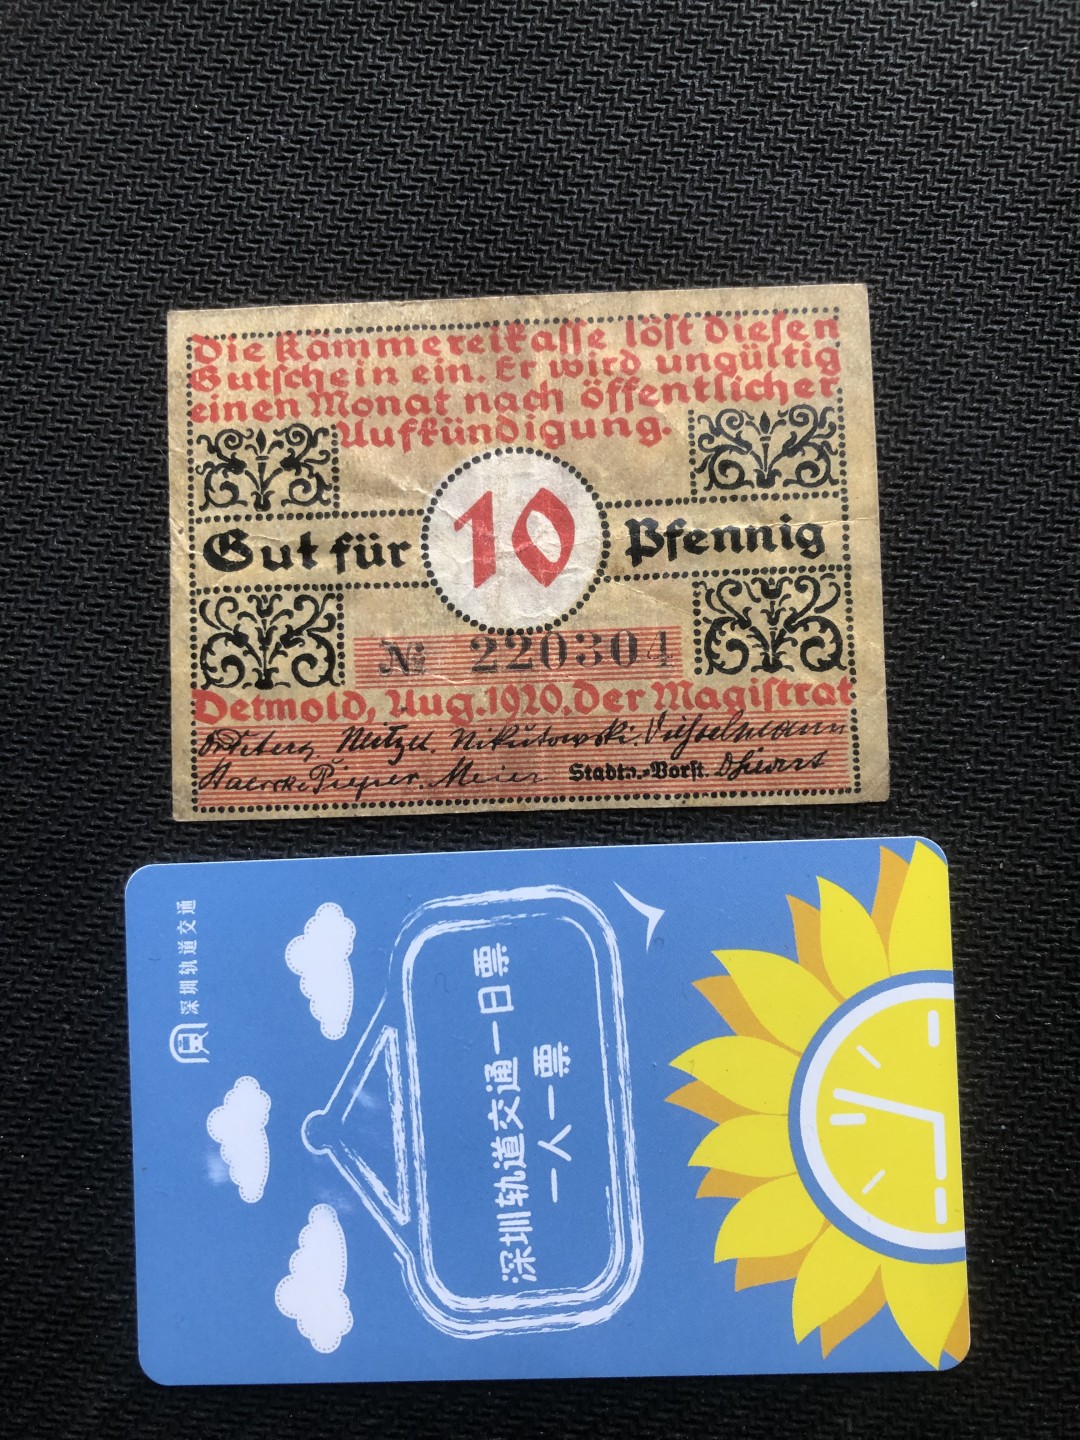 Die Kämmereikasse löst diesen
Gutschein ein. Er wird ungültig
einen Monat nach öffentlicher
Aufkündigung.
Gut für 10 Pfennig
№ 220304
Detmold, Aug. 1920. Der Magistrat
Meier Stadtv.-Vorst.
深圳轨道交通
深圳轨道交通一日票
一人一票